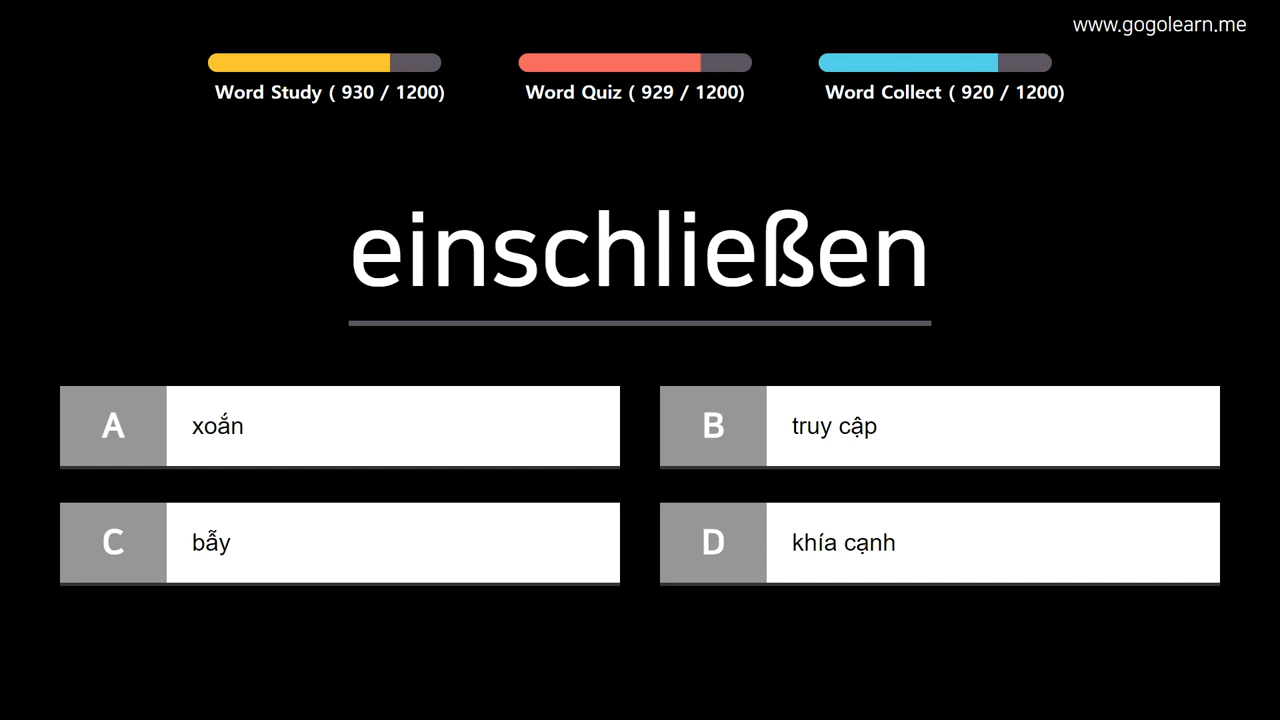 www.gogolearn.me
Word Study ( 930 / 1200)
Word Quiz ( 929 / 1200)
Word Collect ( 920 / 1200)
einschließen
A xoắn
B truy cập
C bẫy
D khía cạnh